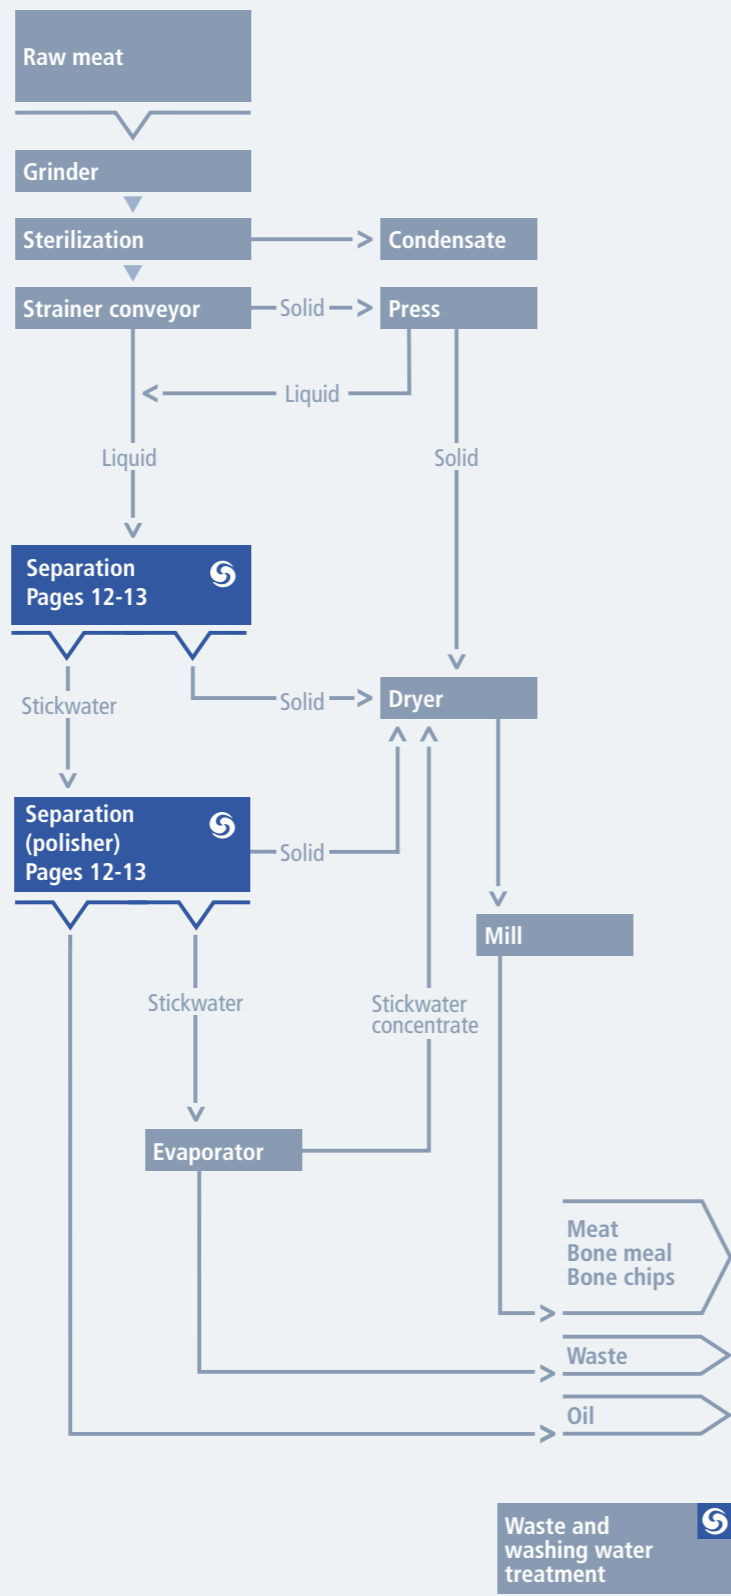 Raw meat
Grinder
Sterilization
Condensate
Strainer conveyor
Solid
Press
Liquid
Liquid
Solid
Separation
Pages 12-13
Stickwater
Solid
Dryer
Separation
(polisher)
Pages 12-13
Solid
Mill
Stickwater
Stickwater
concentrate
Evaporator
Meat
Bone meal
Bone chips
Waste
Oil
Waste and
washing water
treatment